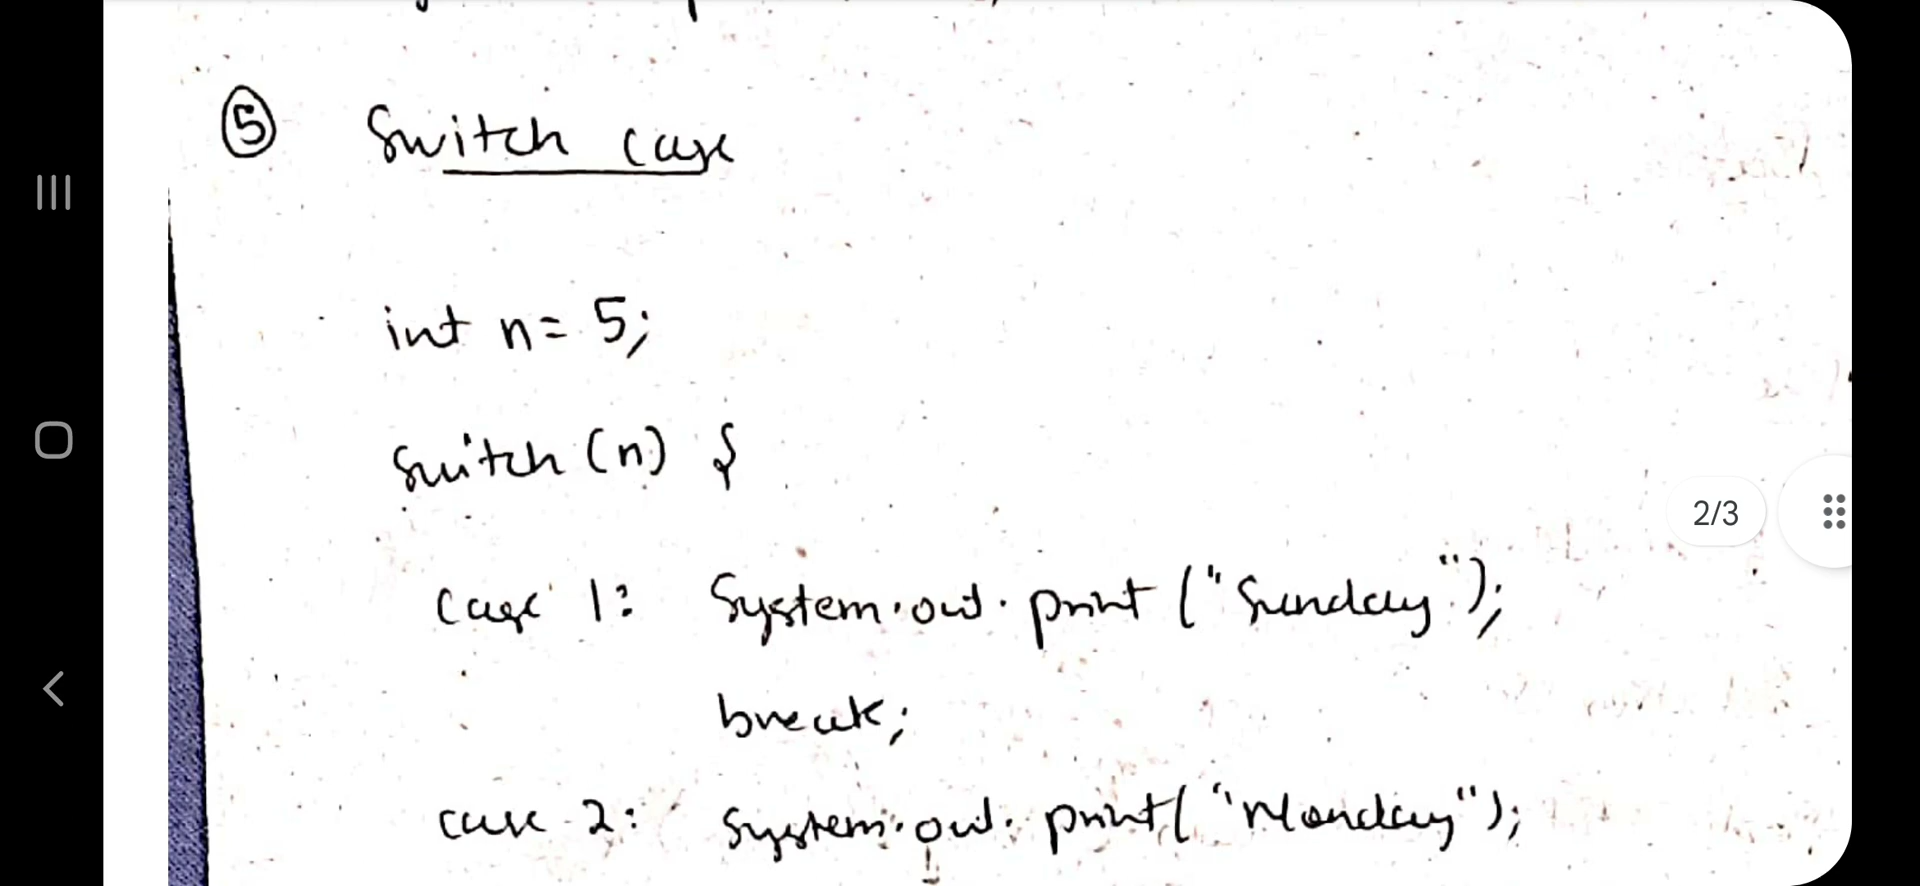 5 Switch case
int n = 5;
switch (n) {
case 1: System.out.print ("Sunday");
break;
2/3
case 2: System.out.print( "Monday");